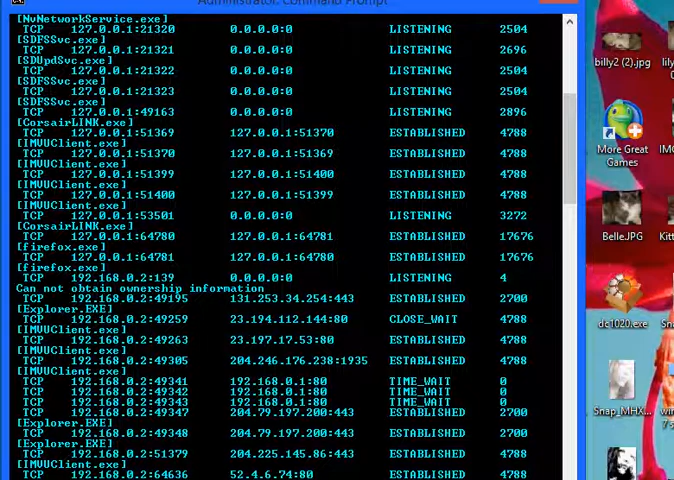 Administrator: Command Prompt
[NvNetworkService.exe]
TCP 127.0.0.1:21320 0.0.0.0:0 LISTENING 2504
[SDFSSvc.exe]
TCP 127.0.0.1:21321 0.0.0.0:0 LISTENING 2696
[SDUpdSvc.exe]
TCP 127.0.0.1:21322 0.0.0.0:0 LISTENING 2504
[SDFSSvc.exe]
TCP 127.0.0.1:21323 0.0.0.0:0 LISTENING 2504
[SDFSSvc.exe]
TCP 127.0.0.1:49163 0.0.0.0:0 LISTENING 2896
[CorsairLINK.exe]
TCP 127.0.0.1:51369 127.0.0.1:51370 ESTABLISHED 4788
[IMVUClient.exe]
TCP 127.0.0.1:51370 127.0.0.1:51369 ESTABLISHED 4788
[IMVUClient.exe]
TCP 127.0.0.1:51399 127.0.0.1:51400 ESTABLISHED 4788
[IMVUClient.exe]
TCP 127.0.0.1:51400 127.0.0.1:51399 ESTABLISHED 4788
[IMVUClient.exe]
TCP 127.0.0.1:53501 0.0.0.0:0 LISTENING 3272
[CorsairLINK.exe]
TCP 127.0.0.1:64780 127.0.0.1:64781 ESTABLISHED 17676
[firefox.exe]
TCP 127.0.0.1:64781 127.0.0.1:64780 ESTABLISHED 17676
[firefox.exe]
TCP 192.168.0.2:139 0.0.0.0:0 LISTENING 4
Can not obtain ownership information
TCP 192.168.0.2:49195 131.253.34.254:443 ESTABLISHED 2700
[Explorer.EXE]
TCP 192.168.0.2:49259 23.194.112.144:80 CLOSE_WAIT 4788
[IMVUClient.exe]
TCP 192.168.0.2:49263 23.197.17.53:80 ESTABLISHED 4788
[IMVUClient.exe]
TCP 192.168.0.2:49305 204.246.176.238:1935 ESTABLISHED 4788
[IMVUClient.exe]
TCP 192.168.0.2:49341 192.168.0.1:80 TIME_WAIT 0
TCP 192.168.0.2:49342 192.168.0.1:80 TIME_WAIT 0
TCP 192.168.0.2:49343 192.168.0.1:80 TIME_WAIT 0
TCP 192.168.0.2:49347 204.79.197.200:443 ESTABLISHED 2700
[Explorer.EXE]
TCP 192.168.0.2:49348 204.79.197.200:443 ESTABLISHED 2700
[Explorer.EXE]
TCP 192.168.0.2:51379 204.225.145.86:443 ESTABLISHED 4788
[IMVUClient.exe]
TCP 192.168.0.2:64636 52.4.6.74:80 ESTABLISHED 4788
billy2 (2).jpg
More Great
Games
Belle.JPG
dc1020.exe
Snap_MHX...